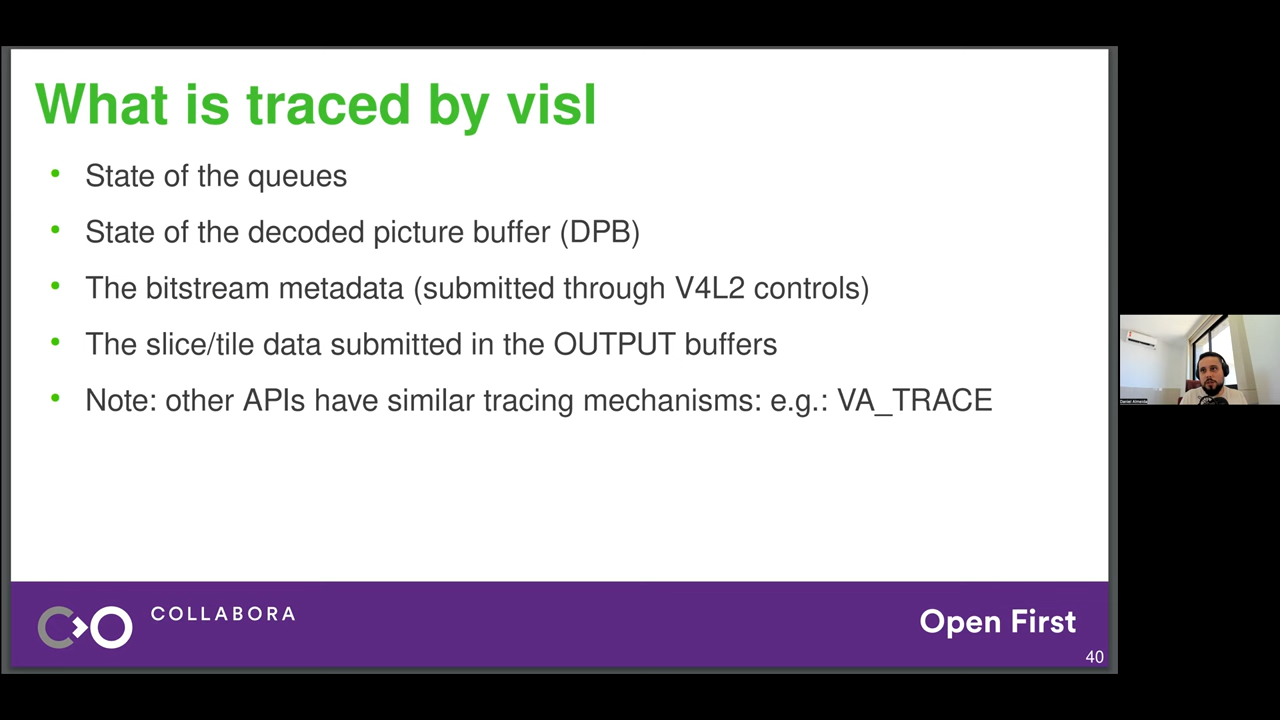 What is traced by visl
• State of the queues
• State of the decoded picture buffer (DPB)
• The bitstream metadata (submitted through V4L2 controls)
• The slice/tile data submitted in the OUTPUT buffers
• Note: other APIs have similar tracing mechanisms: e.g.: VA_TRACE
COLLABORA
Open First
40
Daniel Almeida